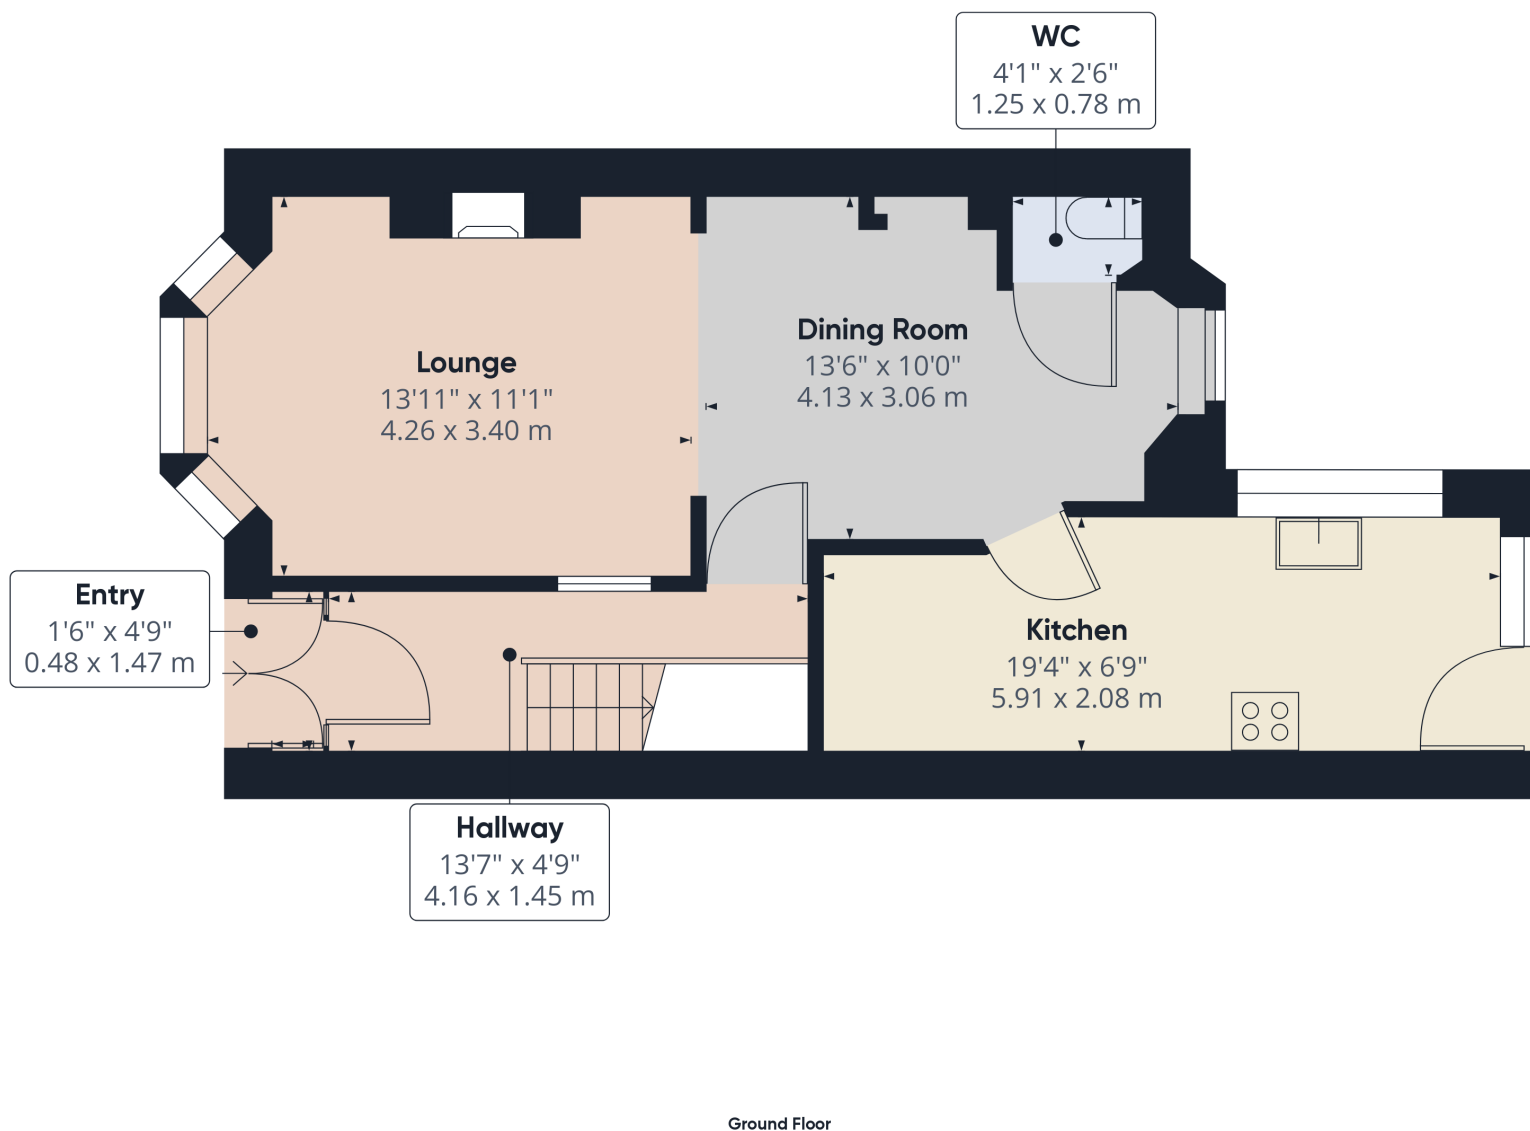 WC
4'1" x 2'6"
1.25 x 0.78 m
Dining Room
13'6" x 10'0"
4.13 x 3.06 m
Lounge
13'11" x 11'1"
4.26 x 3.40 m
Entry
1'6" x 4'9"
0.48 x 1.47 m
Kitchen
19'4" x 6'9"
5.91 x 2.08 m
Hallway
13'7" x 4'9"
4.16 x 1.45 m
Ground Floor